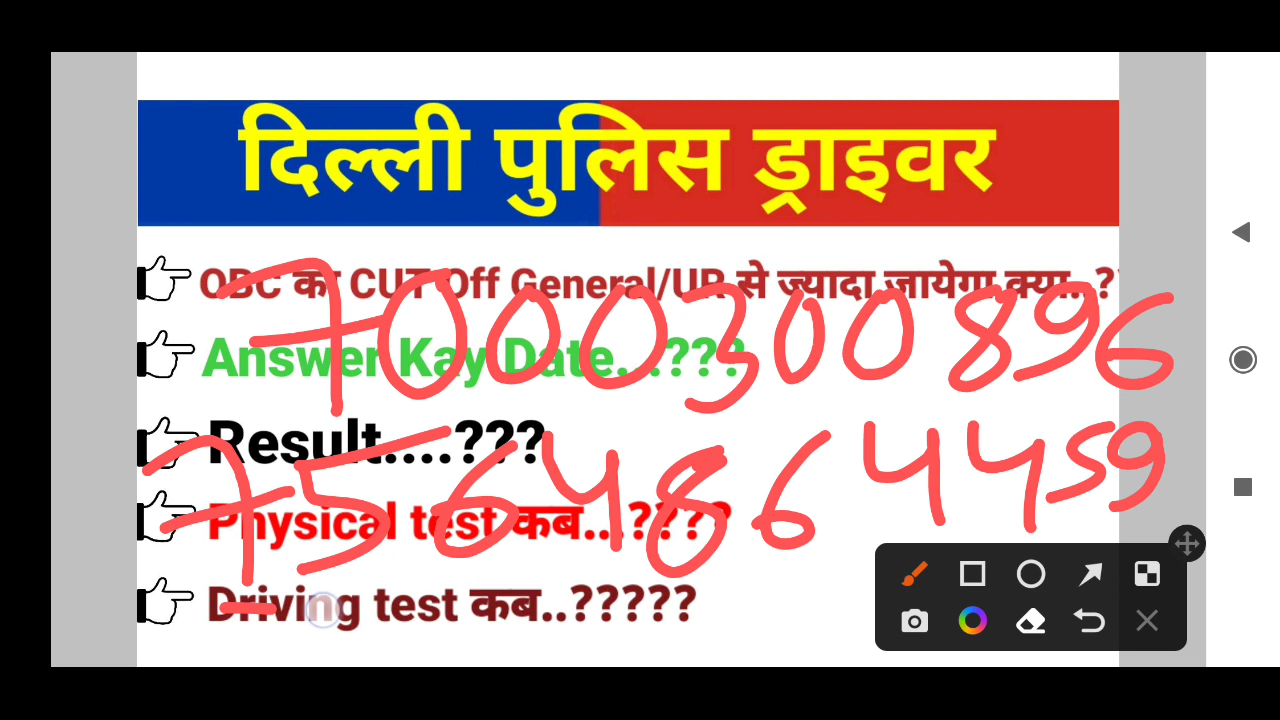 दिल्ली पुलिस ड्राइवर
OBC का CUT Off General/UR से ज्यादा जायेगा क्या..??
7000300896
Answer Kay Date....????
Result....???
7564864459
Physical test कब...????
Driving test कब..?????